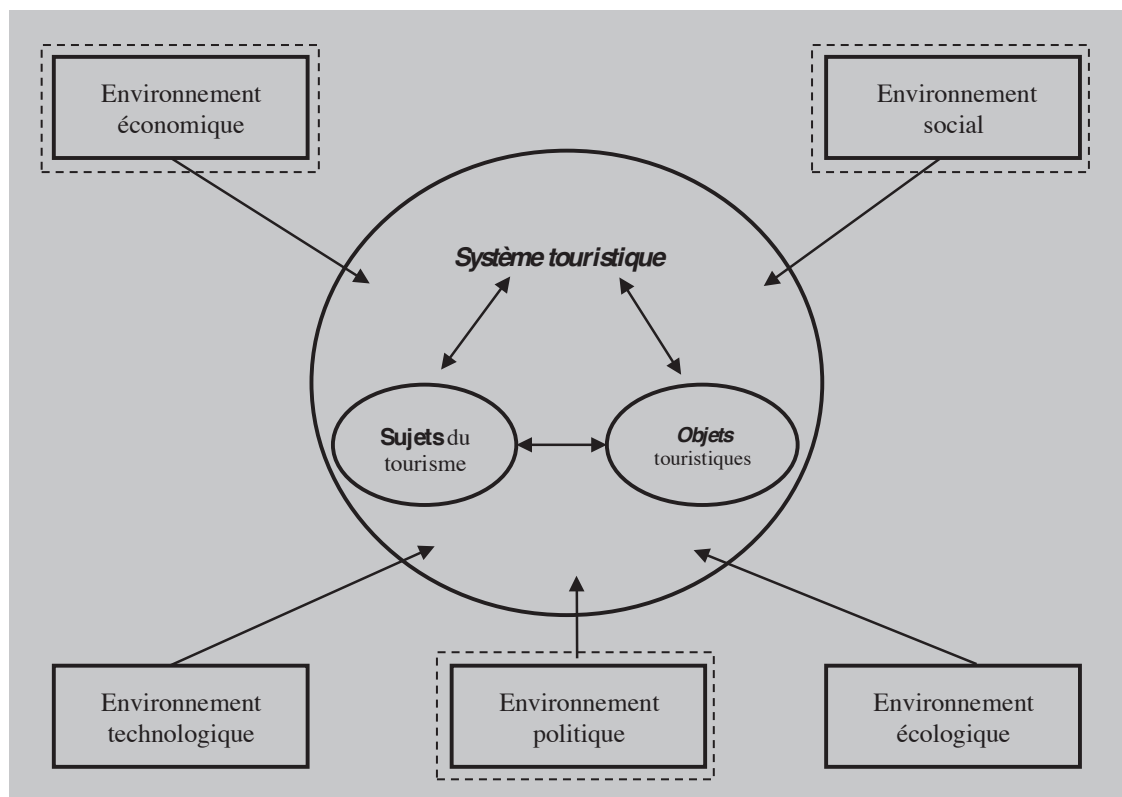 Environnement
économique
Environnement
social
Système touristique
Sujets du
tourisme
Objets
touristiques
Environnement
technologique
Environnement
politique
Environnement
écologique